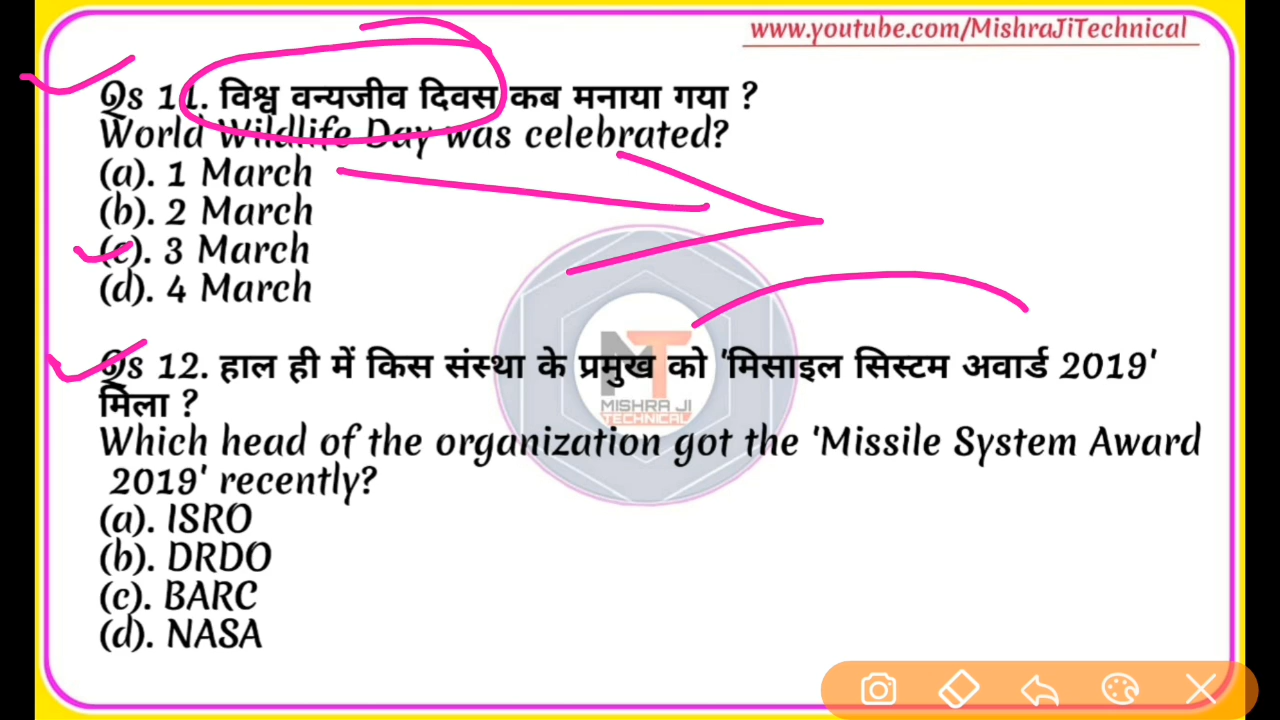 www.youtube.com/MishraJiTechnical
Qs 11. विश्व वन्यजीव दिवस कब मनाया गया ?
World Wildlife Day was celebrated?
(a). 1 March
(b). 2 March
(c). 3 March
(d). 4 March
Qs 12. हाल ही में किस संस्था के प्रमुख को 'मिसाइल सिस्टम अवार्ड 2019'
मिला ?
Which head of the organization got the 'Missile System Award
2019' recently?
(a). ISRO
(b). DRDO
(c). BARC
(d). NASA
MT
MISHRA JI
TECHNICAL